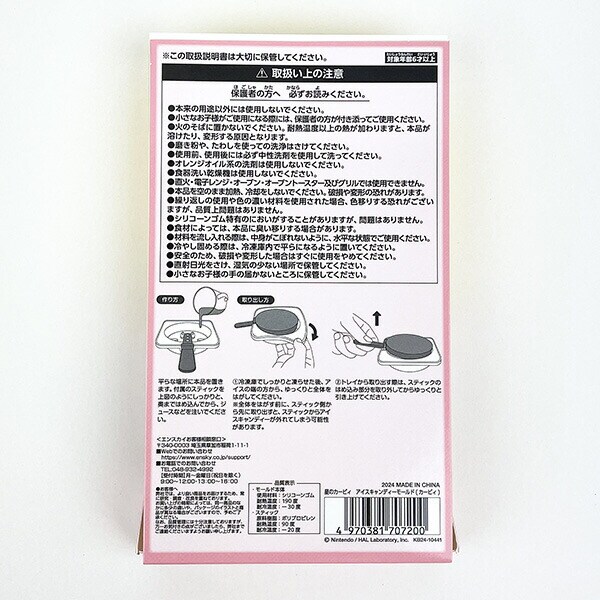 ※この取扱説明書は大切に保管してください。
対象年齢6才以上
⚠取扱い上の注意
保護者の方へ 必ずお読みください。
●本来の用途以外には使用しないでください。
●小さなお子様がご使用になる際には、保護者の方が付き添ってご使用ください。
●火のそばに置かないでください。耐熱温度以上の熱が加わりますと、本品が
溶けたり、変形する原因となります。
●磨き粉や、たわしを使っての洗浄はさけてください。
●使用前、使用後には必ず中性洗剤を使用して洗ってください。
●オレンジオイル系の洗剤は使用しないでください。
●食器洗い乾燥機は使用しないでください。
●直火・電子レンジ・オーブン・オーブントースター及びグリルでは使用できません。
●本品を空のまま加熱、冷却をしないでください。破損や変形の恐れがあります。
●繰り返しの使用や色の濃い材料を使用された場合、色移りする恐れがございま
すが、品質上問題はありません。
●シリコーンゴム特有のにおいがすることがありますが、問題はありません。
●食材によっては、本品に臭い移りする場合があります。
●材料を流し入れる際は、中身がこぼれないように、水平な状態でご使用ください。
●冷やし固める際は、冷凍庫内で平らになるように置いてください。
●安全のため、破損や変形した場合はすぐに使用をやめてください。
●直射日光をさけ、湿気の少ない場所で保管してください。
●小さなお子様の手の届かないところに保管してください。
作り方
取り出し方
平らな場所に本品を置き
ます。付属のスティックを
上図のようにしっかりと、
奥まではめ込んでから、ジ
ュースなどを注いでくださ
い。
①冷凍庫でしっかりと凍らせた後、ア
イスの端の方から、ゆっくりと全体を
はがしてください。
※全体をはがす前に、スティック側か
ら先に取り出すと、スティックからアイ
スキャンディーが外れてしまう可能性
があります。
②トレイから取り出す際は、スティックの
はめ込み部分を取り外してからゆっくりと
引き上げてください。
<エンスカイお客様相談窓口>
〒340-0003 埼玉県草加市稲荷1-11-1
■Webでのお問い合わせ
https://www.ensky.co.jp/support/
■お電話でのお問い合わせ
TEL:048-932-4992
【受付時間】月〜金曜日(祝日を除く)
9:00〜12:00・13:00〜16:00
品質表示
・モールド本体
使用材料:シリコーンゴム
耐熱温度:190度
耐冷温度:−30度
・スティック
原料樹脂:ポリプロピレン
耐熱温度:90度
耐冷温度:−20度
2024 MADE IN CHINA
星のカービィ アイスキャンディーモールド(カービィ)
4 970381 707200
© Nintendo / HAL Laboratory, Inc. KB24-10441